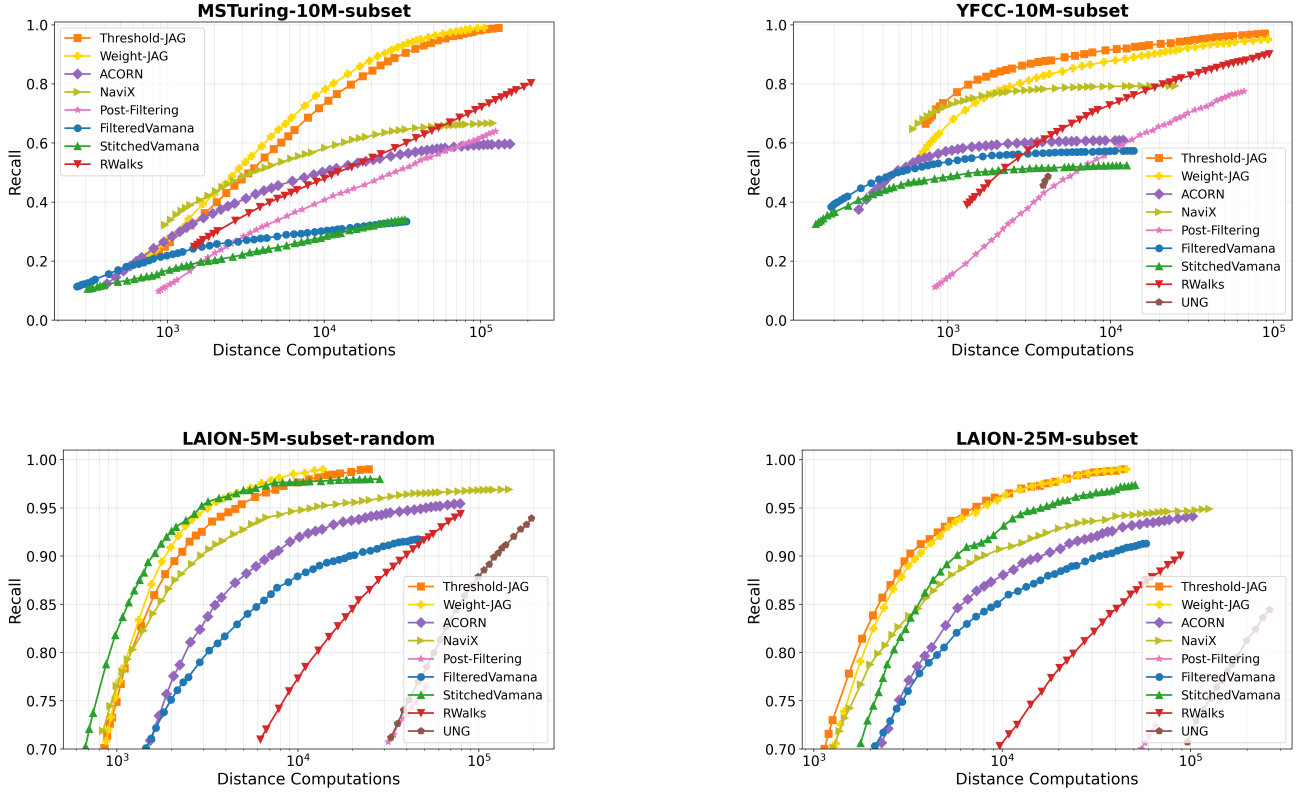 MSTuring-10M-subset
1.0
0.8
0.6
0.4
0.2
0.0
Recall
10³
10⁴
10⁵
Distance Computations
Threshold-JAG
Weight-JAG
ACORN
NaviX
Post-Filtering
FilteredVamana
StitchedVamana
RWalks
YFCC-10M-subset
1.0
0.8
0.6
0.4
0.2
0.0
Recall
10³
10⁴
10⁵
Distance Computations
Threshold-JAG
Weight-JAG
ACORN
NaviX
Post-Filtering
FilteredVamana
StitchedVamana
RWalks
UNG
LAION-5M-subset-random
1.00
0.95
0.90
0.85
0.80
0.75
0.70
Recall
10³
10⁴
10⁵
Distance Computations
Threshold-JAG
Weight-JAG
ACORN
NaviX
Post-Filtering
FilteredVamana
StitchedVamana
RWalks
UNG
LAION-25M-subset
1.00
0.95
0.90
0.85
0.80
0.75
0.70
Recall
10³
10⁴
10⁵
Distance Computations
Threshold-JAG
Weight-JAG
ACORN
NaviX
Post-Filtering
FilteredVamana
StitchedVamana
RWalks
UNG